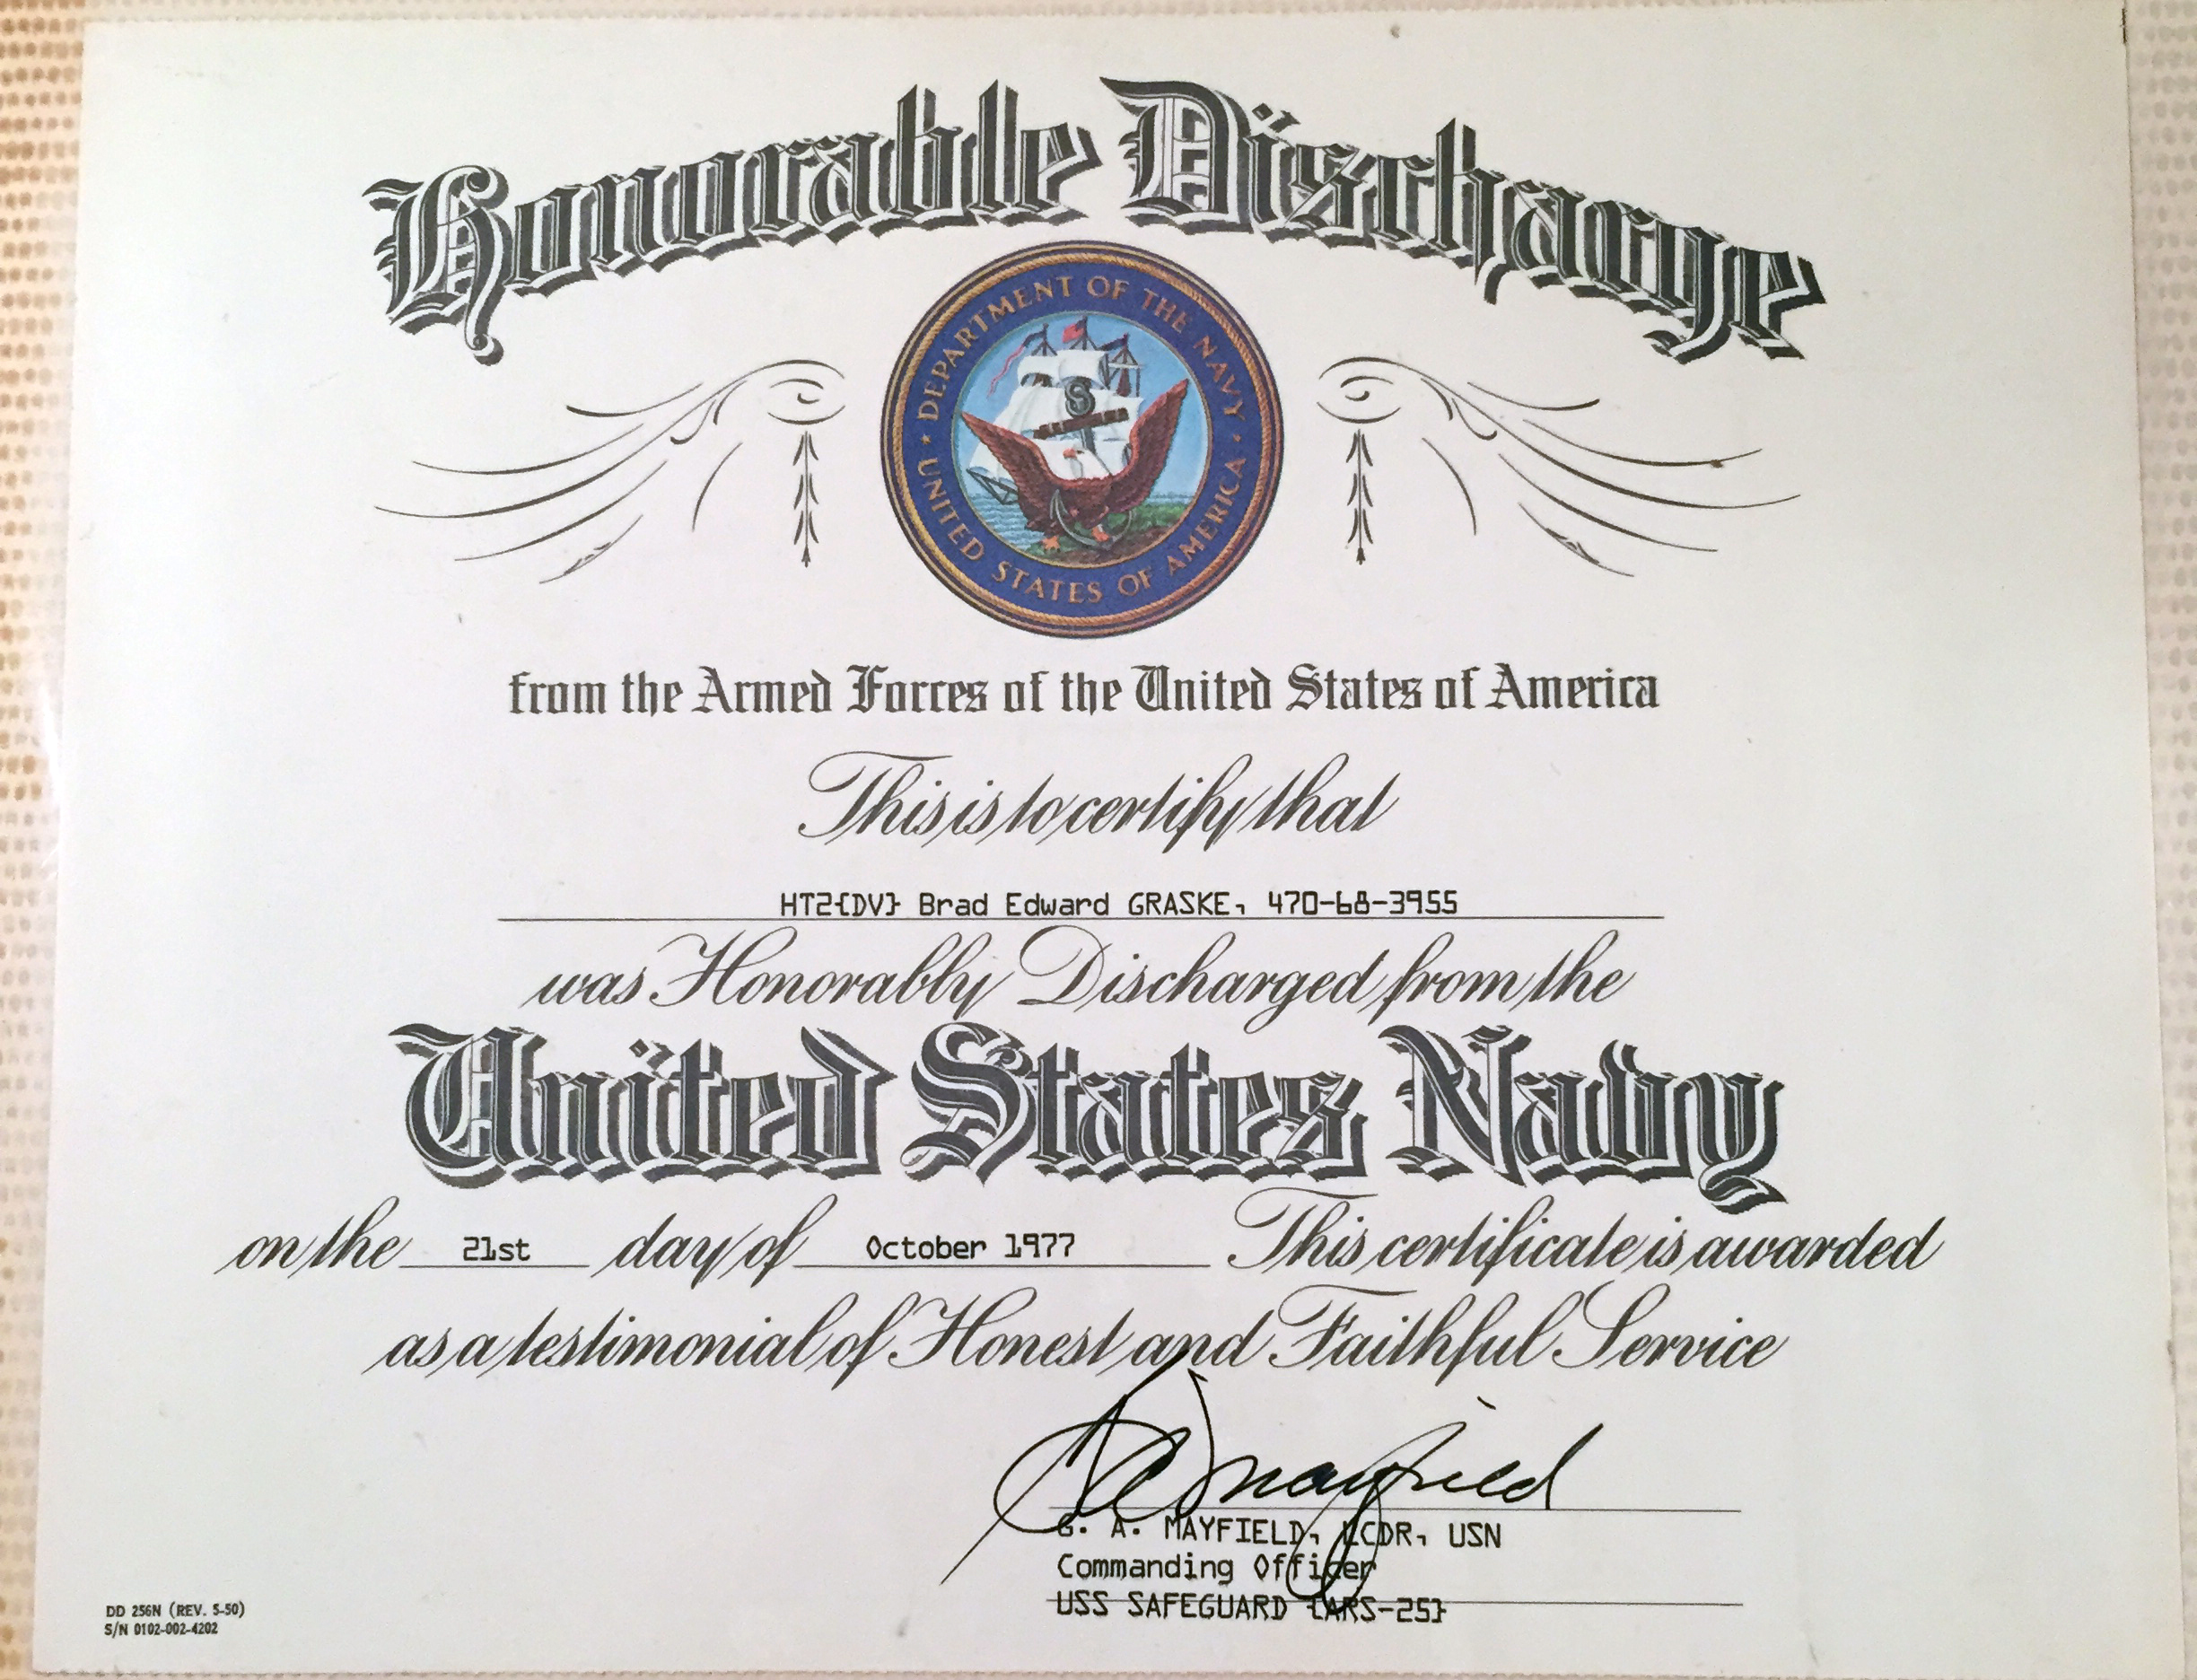 Honorable Discharge
DEPARTMENT OF THE NAVY
UNITED STATES OF AMERICA
from the Armed Forces of the United States of America
This is to certify that
HT2{DV} Brad Edward GRASKE, 470-68-3955
was Honorably Discharged from the
United States Navy
on the 21st day of October 1977 This certificate is awarded
as a testimonial of Honest and Faithful Service
G. A. MAYFIELD, LCDR, USN
Commanding Officer
USS SAFEGUARD {ARS-25}
DD 256N (REV. 5-50)
S/N 0102-002-4202